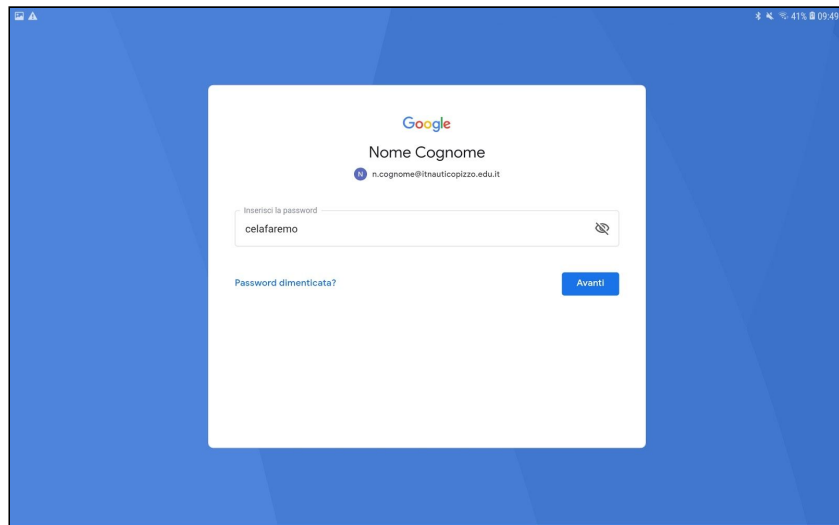 41% 09:49
Google
Nome Cognome
N n.cognome@itnauticopizzo.edu.it
Inserisci la password
celafaremo
Password dimenticata?
Avanti